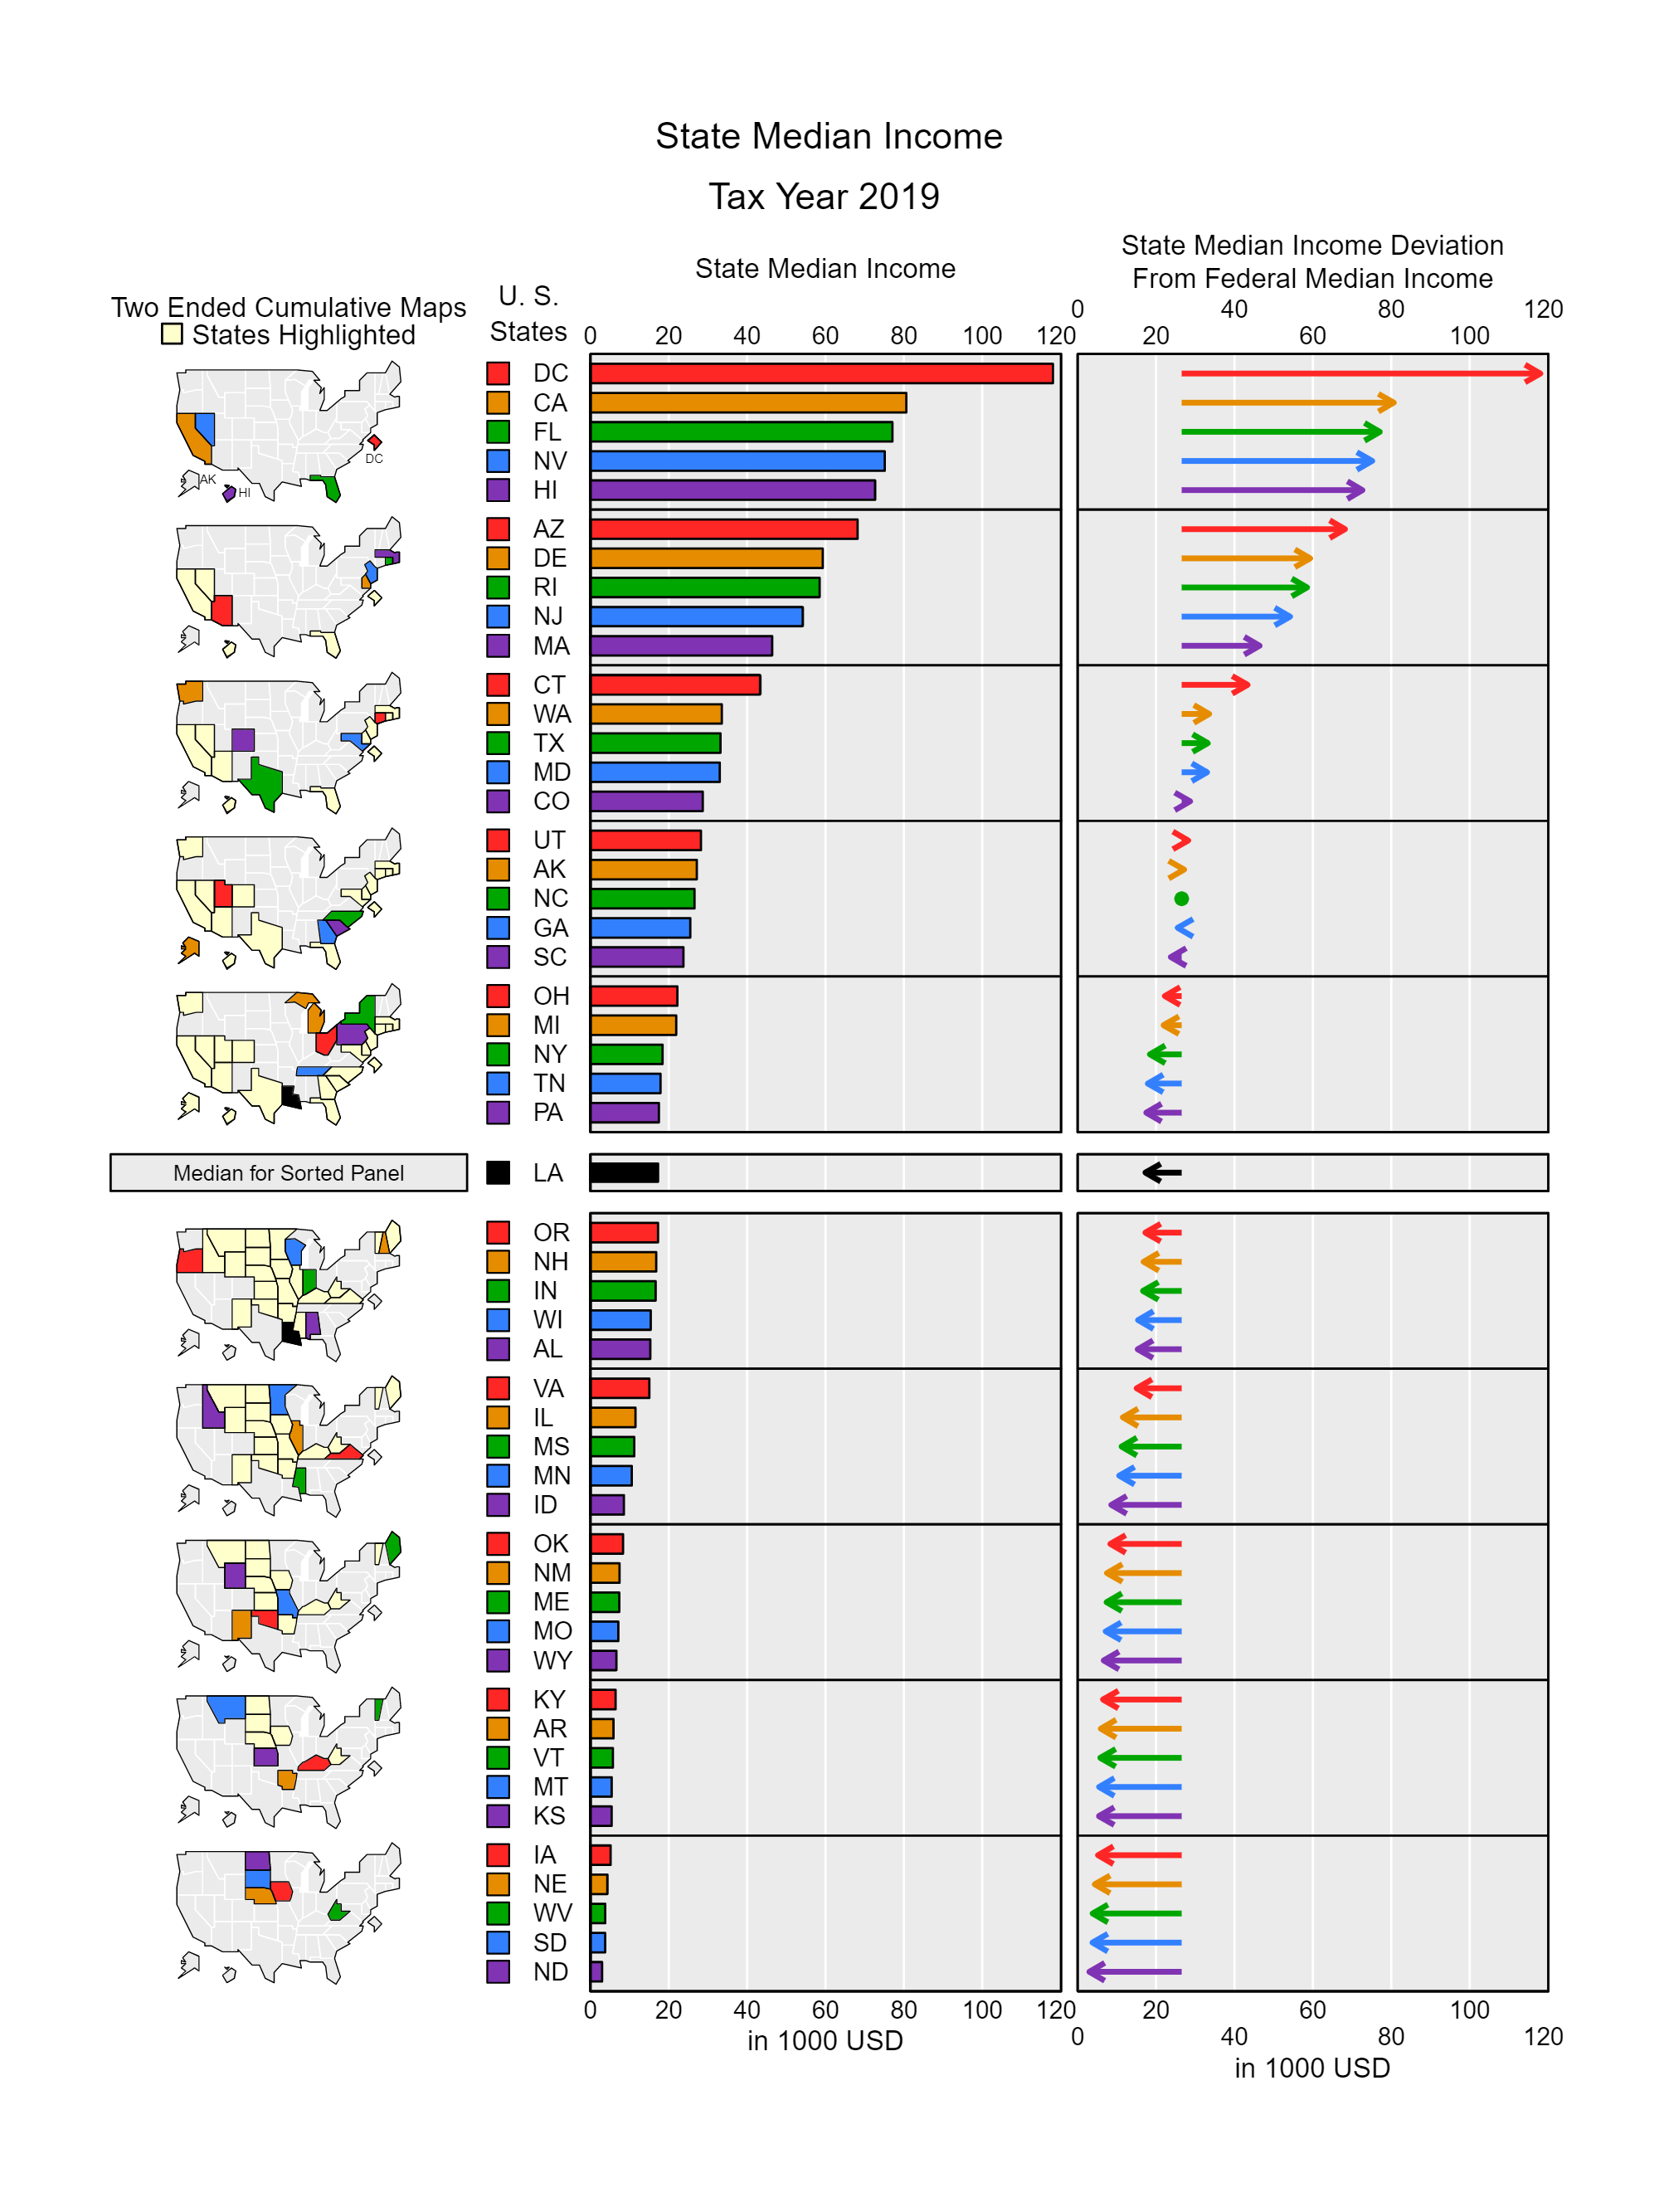 State Median Income
Tax Year 2019
State Median Income
State Median Income Deviation
From Federal Median Income
Two Ended Cumulative Maps
States Highlighted
U. S.
States
0 20 40 60 80 100 120
0 40 80 120
20 60 100
DC
CA
FL
NV
HI
DC
AK
HI
AZ
DE
RI
NJ
MA
CT
WA
TX
MD
CO
UT
AK
NC
GA
SC
OH
MI
NY
TN
PA
Median for Sorted Panel
LA
OR
NH
IN
WI
AL
VA
IL
MS
MN
ID
OK
NM
ME
MO
WY
KY
AR
VT
MT
KS
IA
NE
WV
SD
ND
0 20 40 60 80 100 120
in 1000 USD
20 60 100
0 40 80 120
in 1000 USD